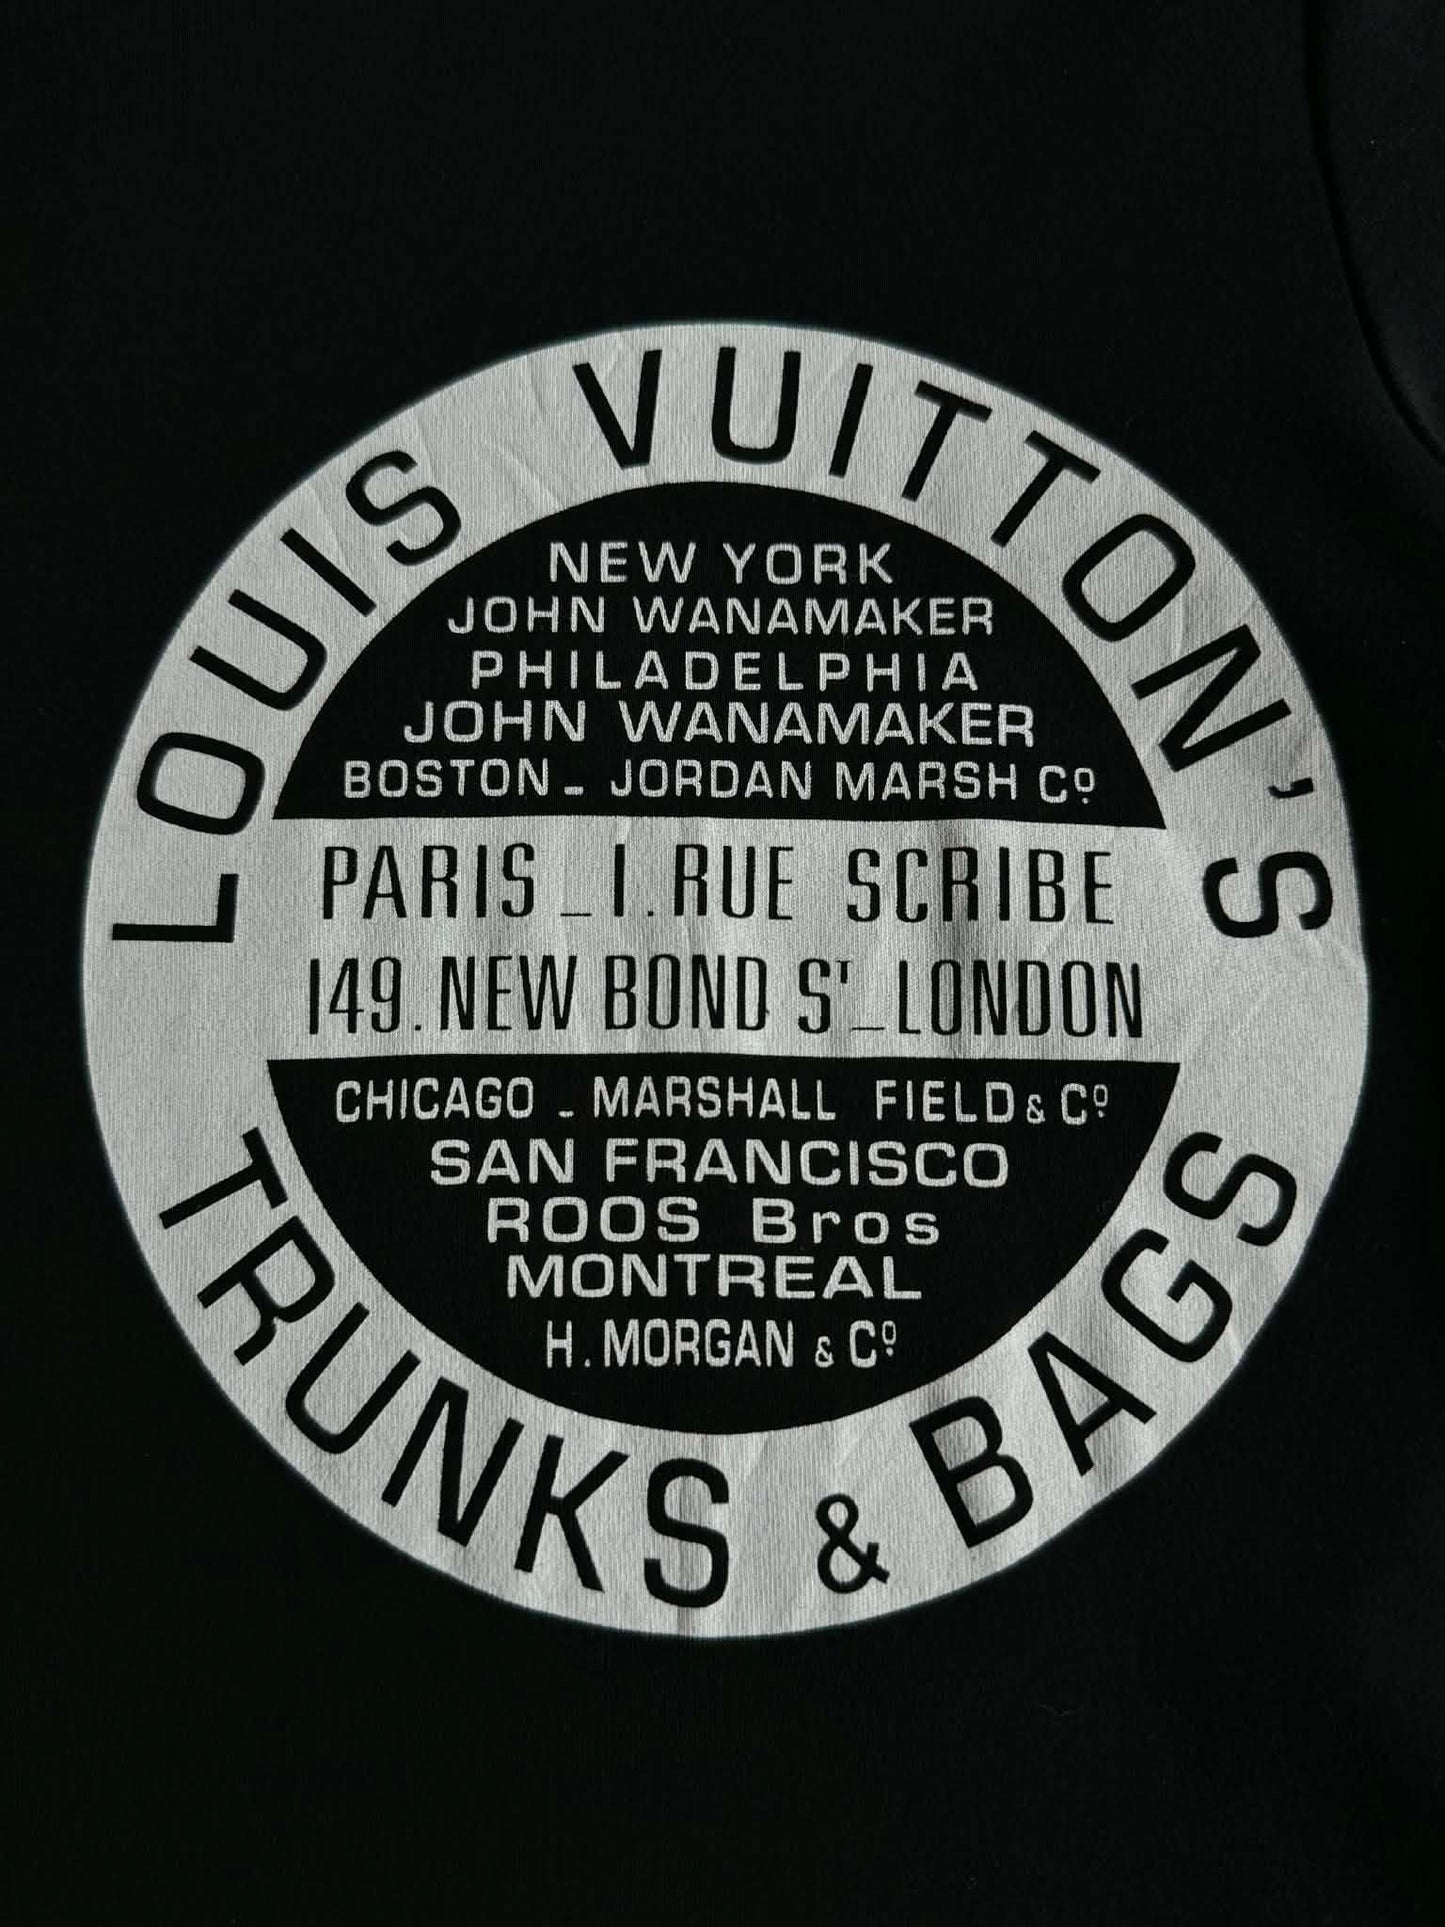 LOUIS VUITTON'S
NEW YORK
JOHN WANAMAKER
PHILADELPHIA
JOHN WANAMAKER
BOSTON _ JORDAN MARSH Cº
PARIS _ 1. RUE SCRIBE
149. NEW BOND Sᵀ _ LONDON
CHICAGO _ MARSHALL FIELD & Cº
SAN FRANCISCO
ROOS Bros
MONTREAL
H. MORGAN & Cº
TRUNKS & BAGS